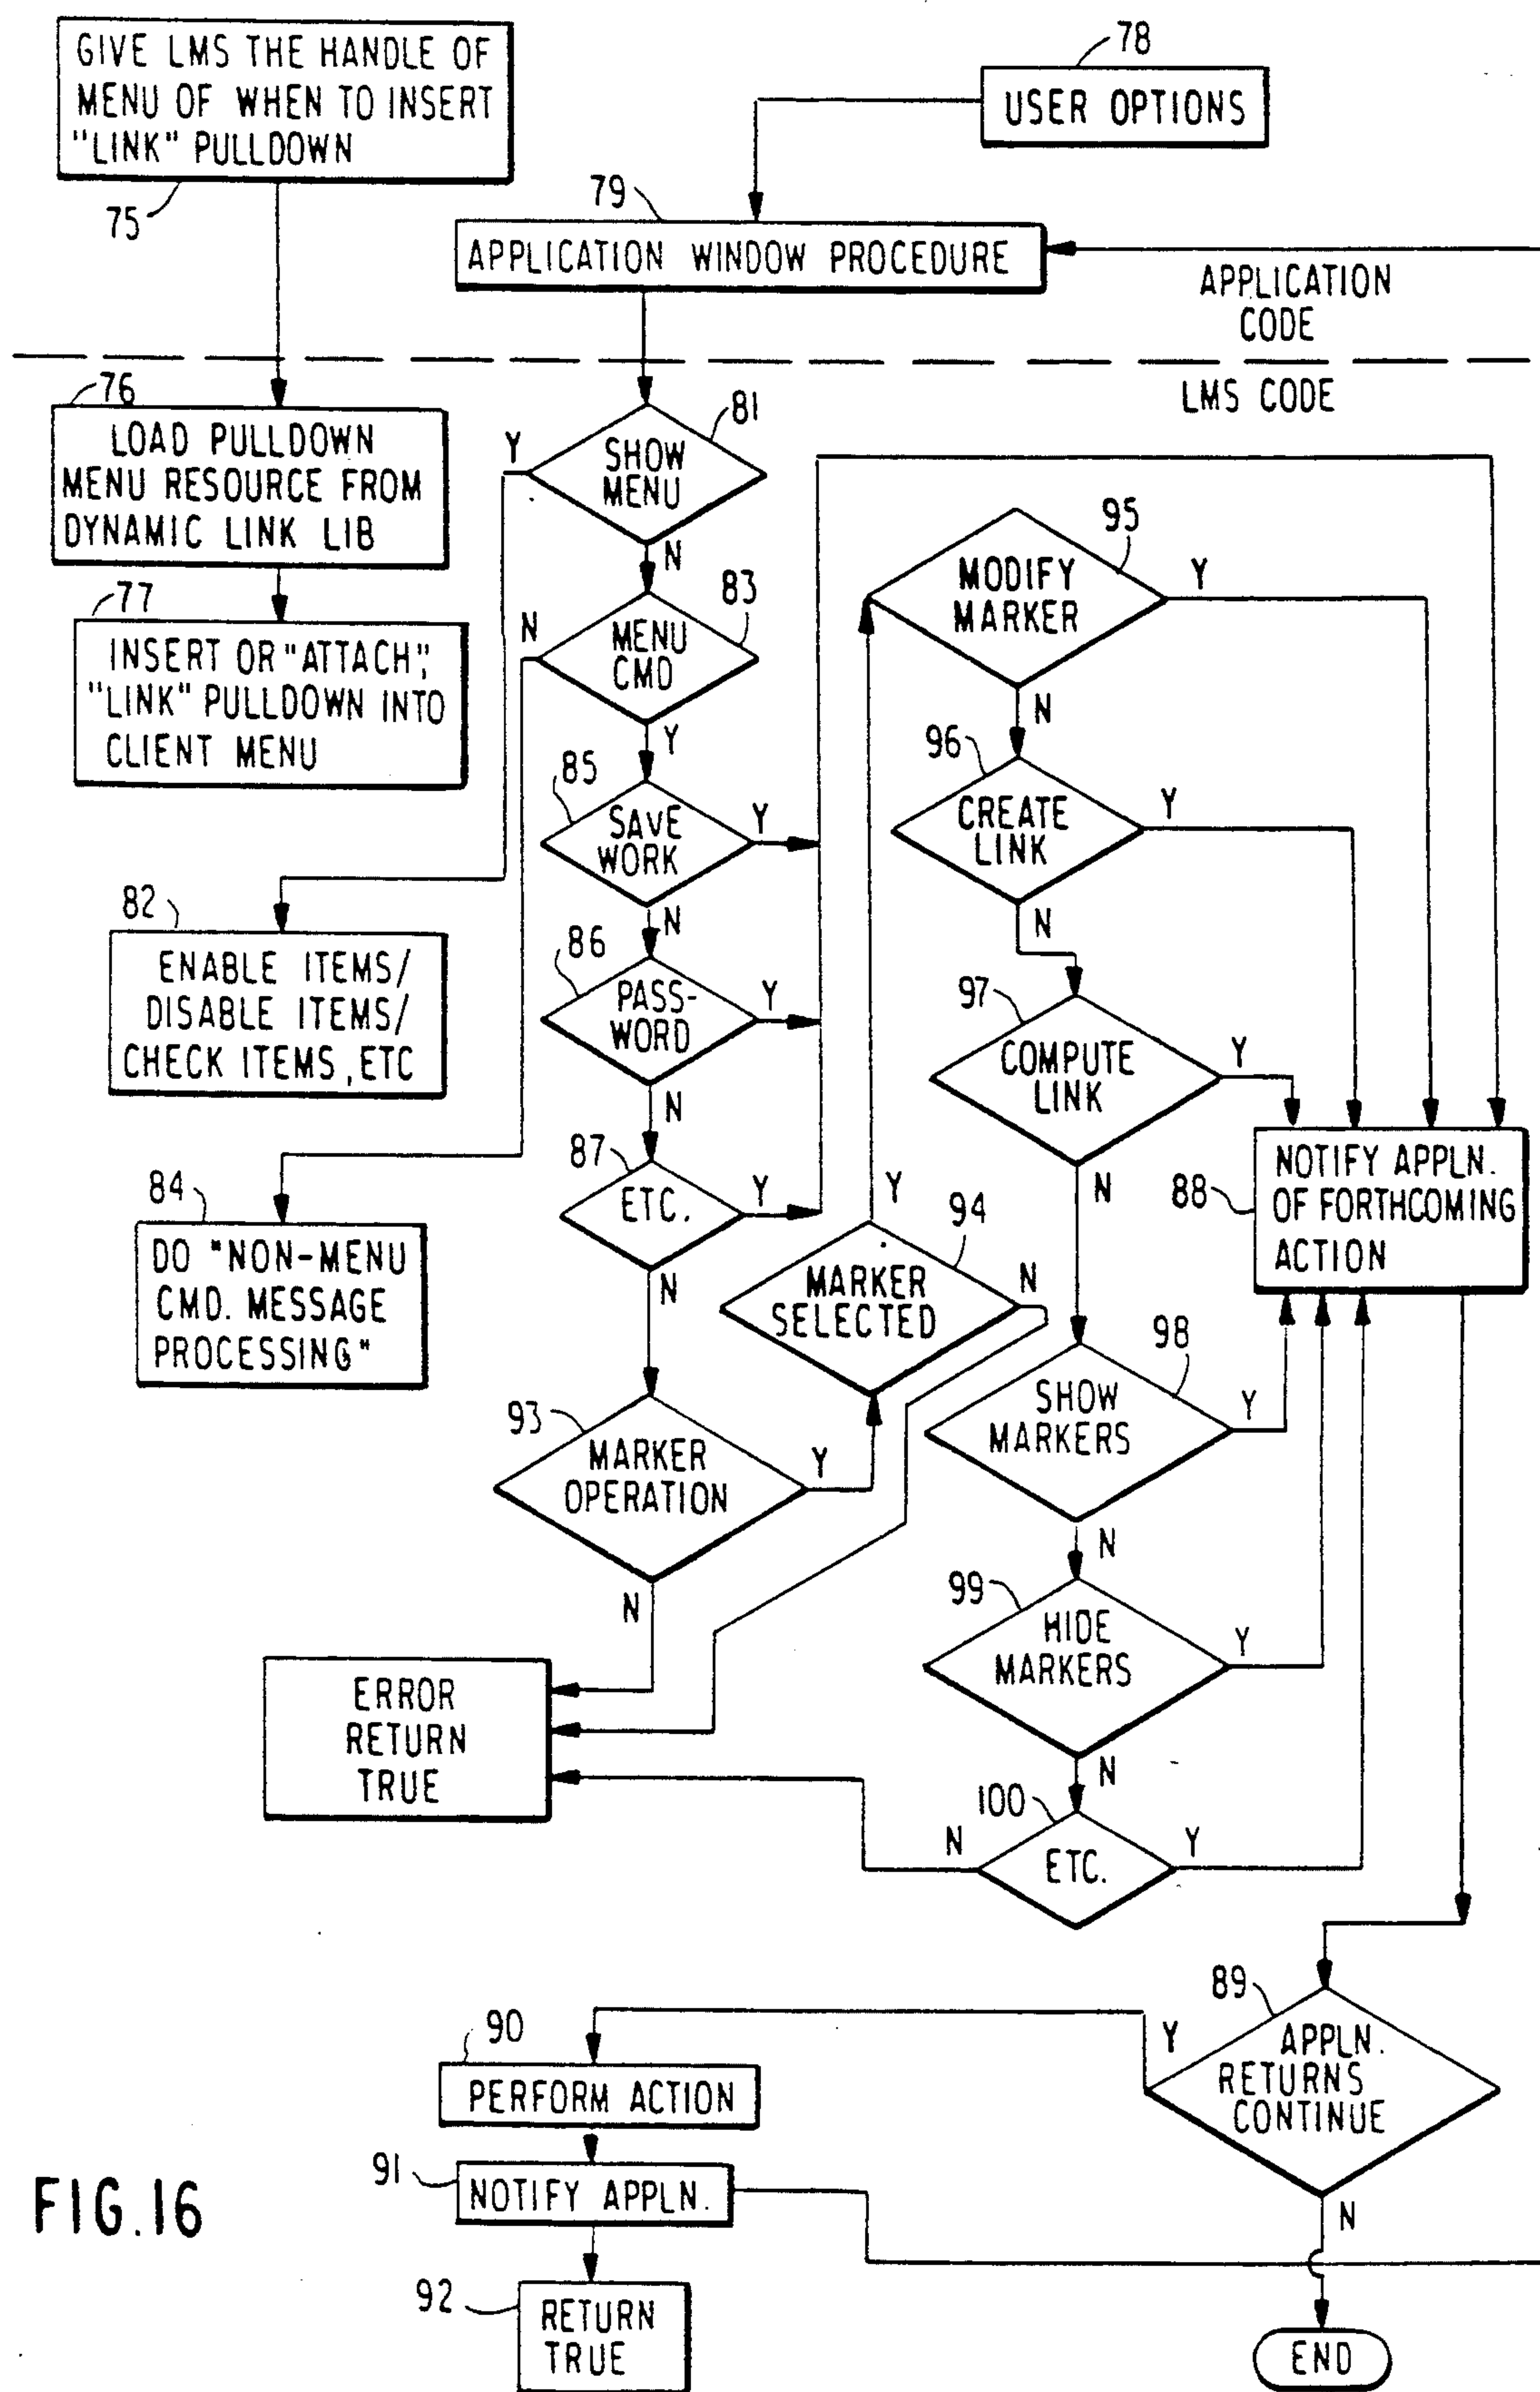 GIVE LMS THE HANDLE OF
MENU OF WHEN TO INSERT
"LINK" PULLDOWN
75
78
USER OPTIONS
79
APPLICATION WINDOW PROCEDURE
APPLICATION
CODE
LMS CODE
76
LOAD PULLDOWN
MENU RESOURCE FROM
DYNAMIC LINK LIB
77
INSERT OR "ATTACH",
"LINK" PULLDOWN INTO
CLIENT MENU
81
Y
SHOW
MENU
N
83
N
MENU
CMD
Y
85
SAVE
WORK
Y
N
82
ENABLE ITEMS/
DISABLE ITEMS/
CHECK ITEMS, ETC
86
PASS-
WORD
Y
N
84
DO "NON-MENU
CMD. MESSAGE
PROCESSING"
87
ETC.
Y
N
93
MARKER
OPERATION
Y
N
94
Y
MARKER
SELECTED
N
95
MODIFY
MARKER
Y
N
96
CREATE
LINK
Y
N
97
COMPUTE
LINK
Y
N
88
NOTIFY APPLN.
OF FORTHCOMING
ACTION
98
SHOW
MARKERS
Y
N
99
HIDE
MARKERS
Y
N
100
N
ETC.
Y
ERROR
RETURN
TRUE
89
Y
APPLN.
RETURNS
CONTINUE
N
90
PERFORM ACTION
91
NOTIFY APPLN.
92
RETURN
TRUE
END
FIG.16